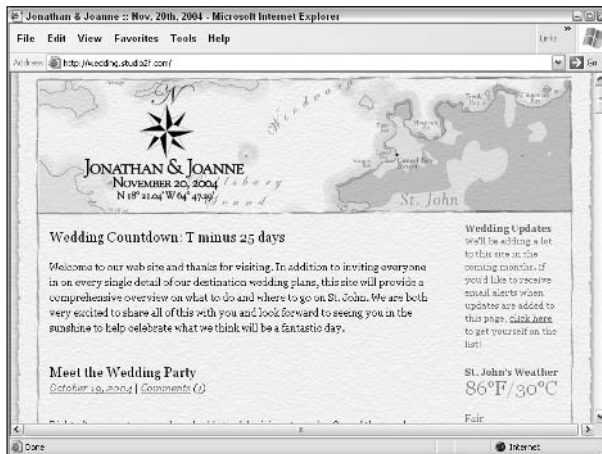 Jonathan & Joanne :: Nov. 20th, 2004 - Microsoft Internet Explorer
File Edit View Favorites Tools Help Links »
Address http://wedding.studio2f.com/ Go
N
Windward
JONATHAN & JOANNE
NOVEMBER 20, 2004
N 18° 21.04' W 64° 47.29'
Sound
St. John
Wedding Countdown: T minus 25 days
Welcome to our web site and thanks for visiting. In addition to inviting everyone
in on every single detail of our destination wedding plans, this site will provide a
comprehensive overview on what to do and where to go on St. John. We are both
very excited to share all of this with you and look forward to seeing you in the
sunshine to help celebrate what we think will be a fantastic day.
Meet the Wedding Party
October 19, 2004 | Comments (1)
Wedding Updates
We'll be adding a lot
to this site in the
coming months. If
you'd like to receive
email alerts when
updates are added to
this page, click here
to get yourself on the
list!
St. John's Weather
86°F/30°C
Fair
Done Internet